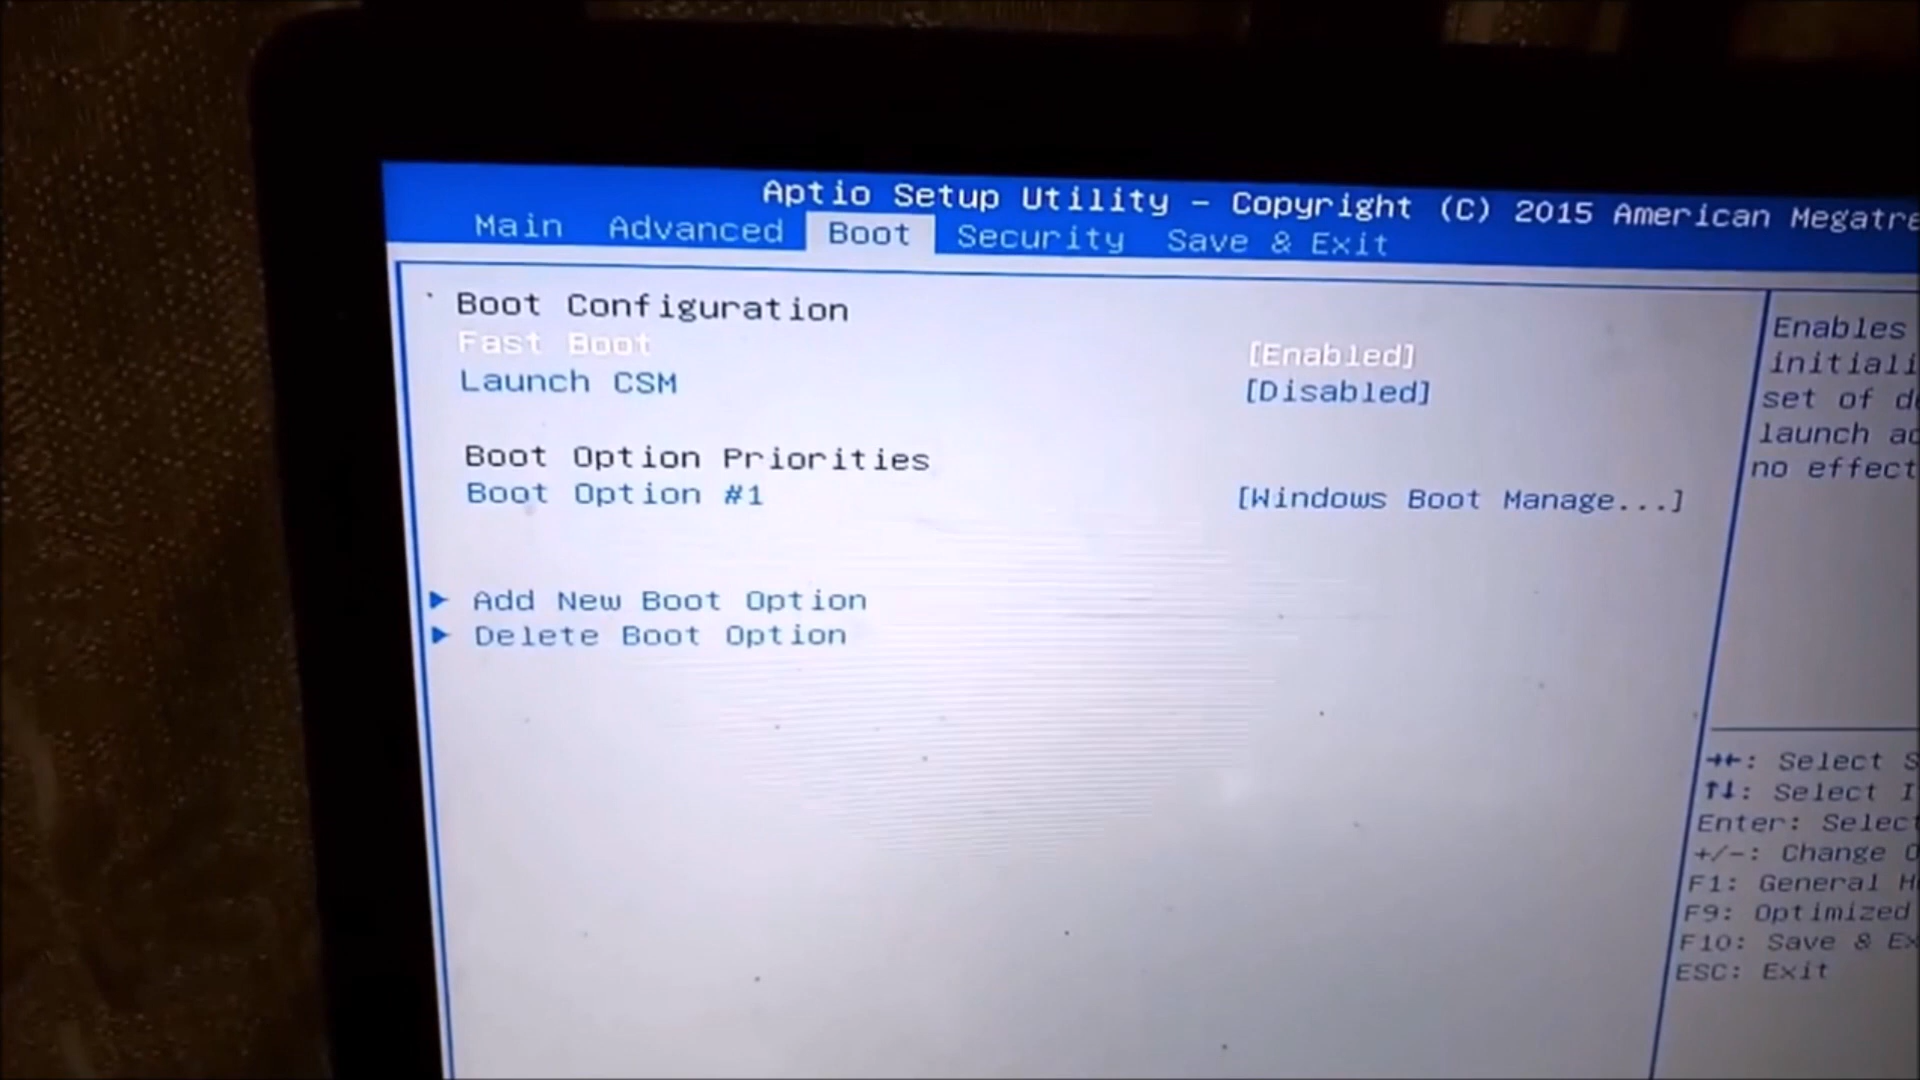 Aptio Setup Utility - Copyright (C) 2015 American
Main Advanced Boot Security Save & Exit
Boot Configuration
Fast Boot [Enabled]
Launch CSM [Disabled]
Boot Option Priorities
Boot Option #1 [Windows Boot Manage...]
Add New Boot Option
Delete Boot Option
Enables
initiali
set of
launch
no effect
→←: Select
↑↓: Select
Enter: Select
+/-: Change
F1: General
F9: Optimized
F10: Save &
ESC: Exit